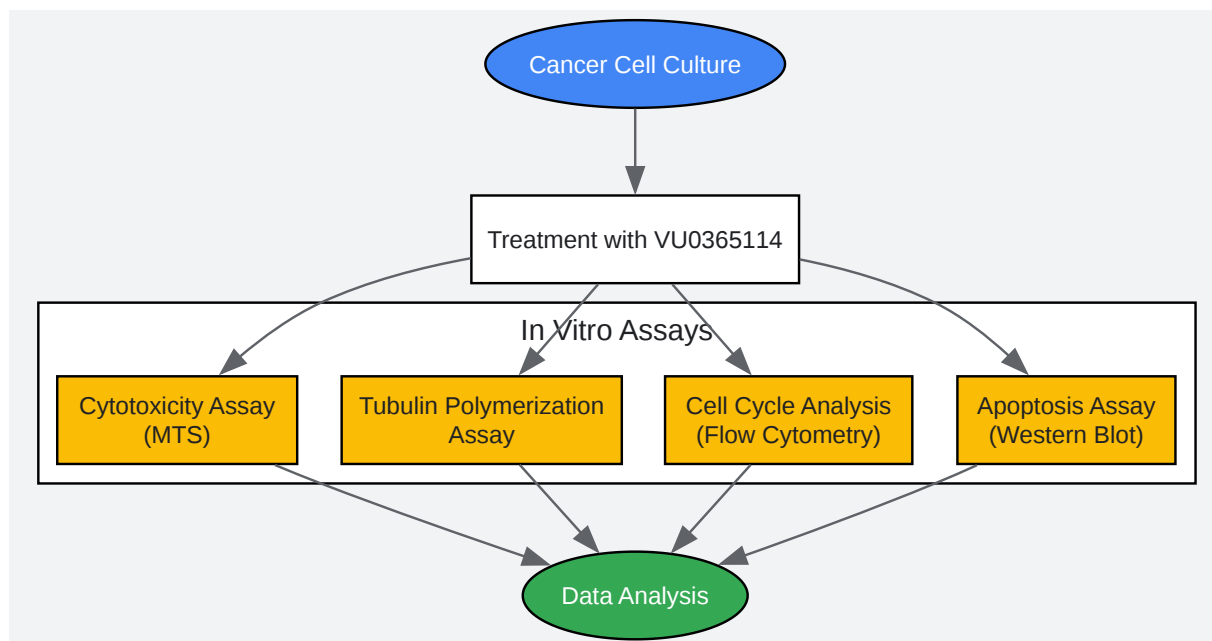 Cancer Cell Culture
Treatment with VU0365114
In Vitro Assays
Cytotoxicity Assay
(MTS)
Tubulin Polymerization
Assay
Cell Cycle Analysis
(Flow Cytometry)
Apoptosis Assay
(Western Blot)
Data Analysis